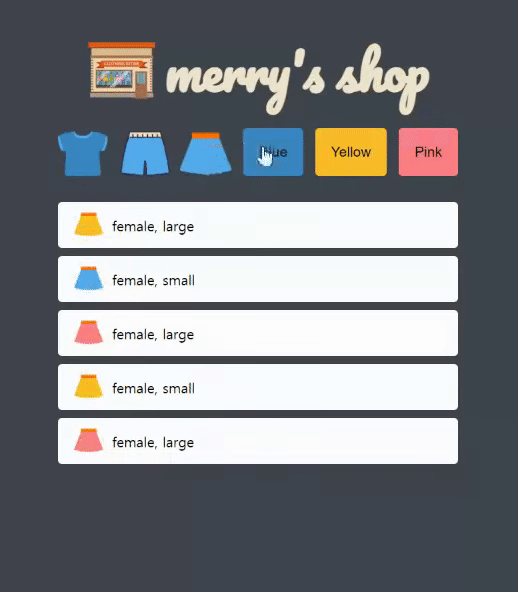 CLOTHING STORE
merry's shop
Blue
Yellow
Pink
female, large
female, small
female, large
female, small
female, large